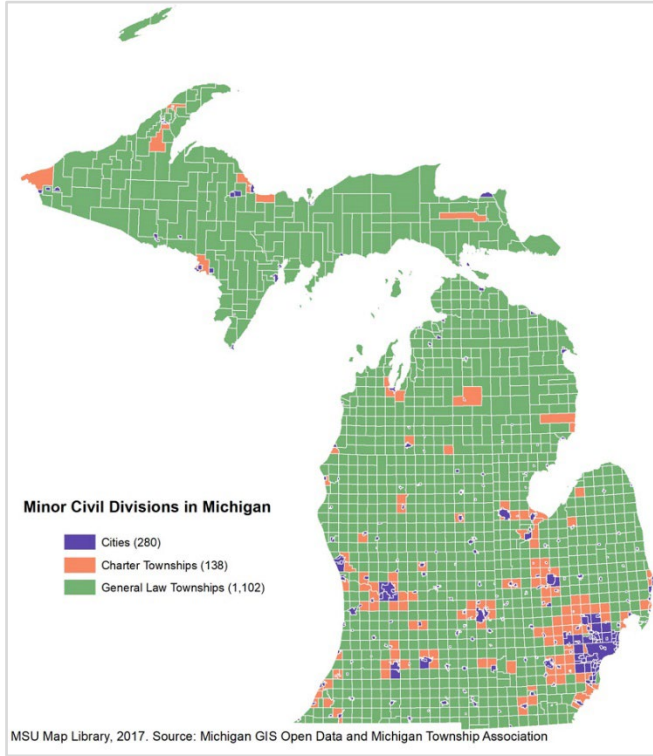 Minor Civil Divisions in Michigan
Cities (280)
Charter Townships (138)
General Law Townships (1,102)
MSU Map Library, 2017. Source: Michigan GIS Open Data and Michigan Township Association